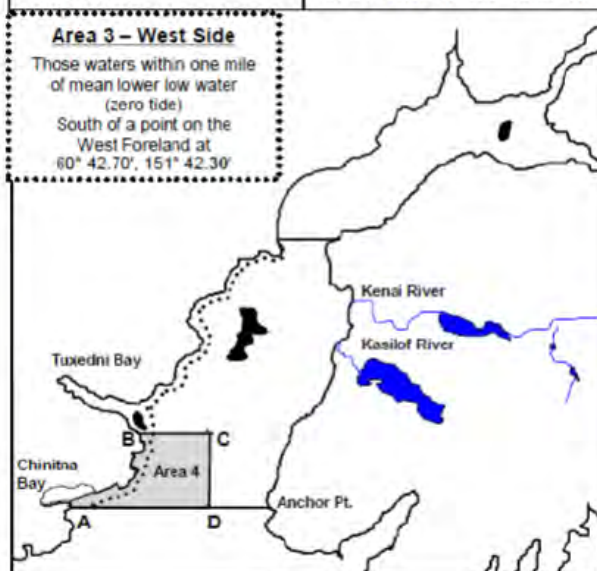 Area 3 – West Side
Those waters within one mile
of mean lower low water
(zero tide)
South of a point on the
West Foreland at
60° 42.70', 151° 42.30'
Kenai River
Kasilof River
Tuxedni Bay
B
C
Chinitna
Bay
Area 4
Anchor Pt.
A
D